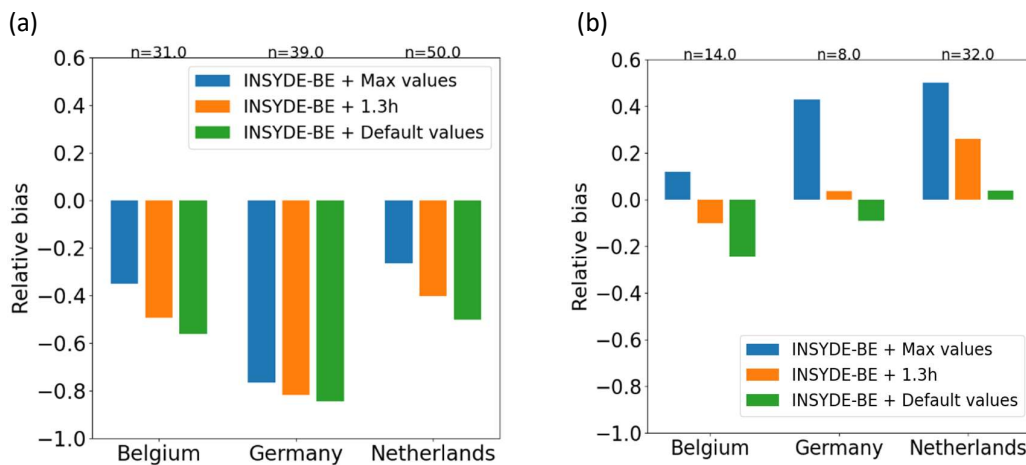 (a)
n=31.0 n=39.0 n=50.0
0.6
0.4
0.2
0.0
−0.2
−0.4
−0.6
−0.8
−1.0
Relative bias
INSYDE-BE + Max values
INSYDE-BE + 1.3h
INSYDE-BE + Default values
Belgium Germany Netherlands
(b)
n=14.0 n=8.0 n=32.0
0.6
0.4
0.2
0.0
−0.2
−0.4
−0.6
−0.8
−1.0
Relative bias
INSYDE-BE + Max values
INSYDE-BE + 1.3h
INSYDE-BE + Default values
Belgium Germany Netherlands